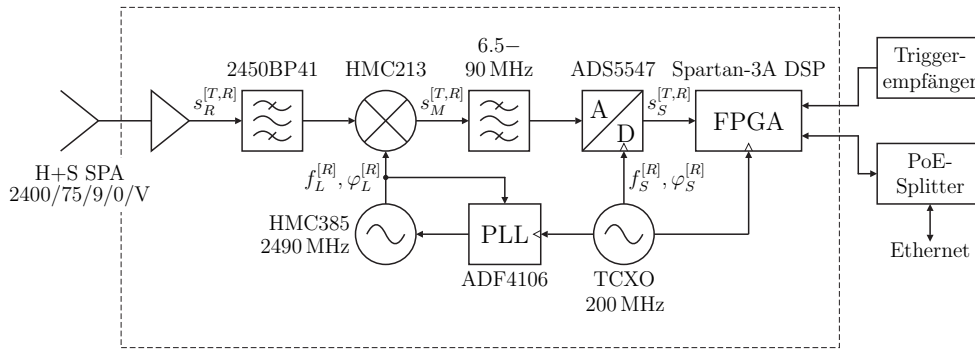 6.5–
2450BP41 HMC213 90 MHz ADS5547 Spartan-3A DSP
Trigger-
empfänger
s_R^{[T,R]} s_M^{[T,R]} A s_S^{[T,R]} FPGA
D
H+S SPA
2400/75/9/0/V
f_L^{[R]}, φ_L^{[R]} f_S^{[R]}, φ_S^{[R]}
PoE-
Splitter
HMC385
2490 MHz
PLL
Ethernet
ADF4106 TCXO
200 MHz